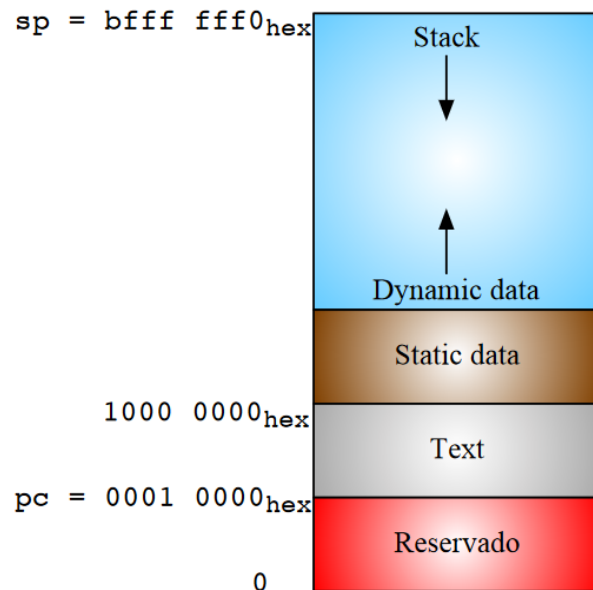 sp = bfff fff0hex
Stack
Dynamic data
Static data
1000 0000hex
Text
pc = 0001 0000hex
Reservado
0